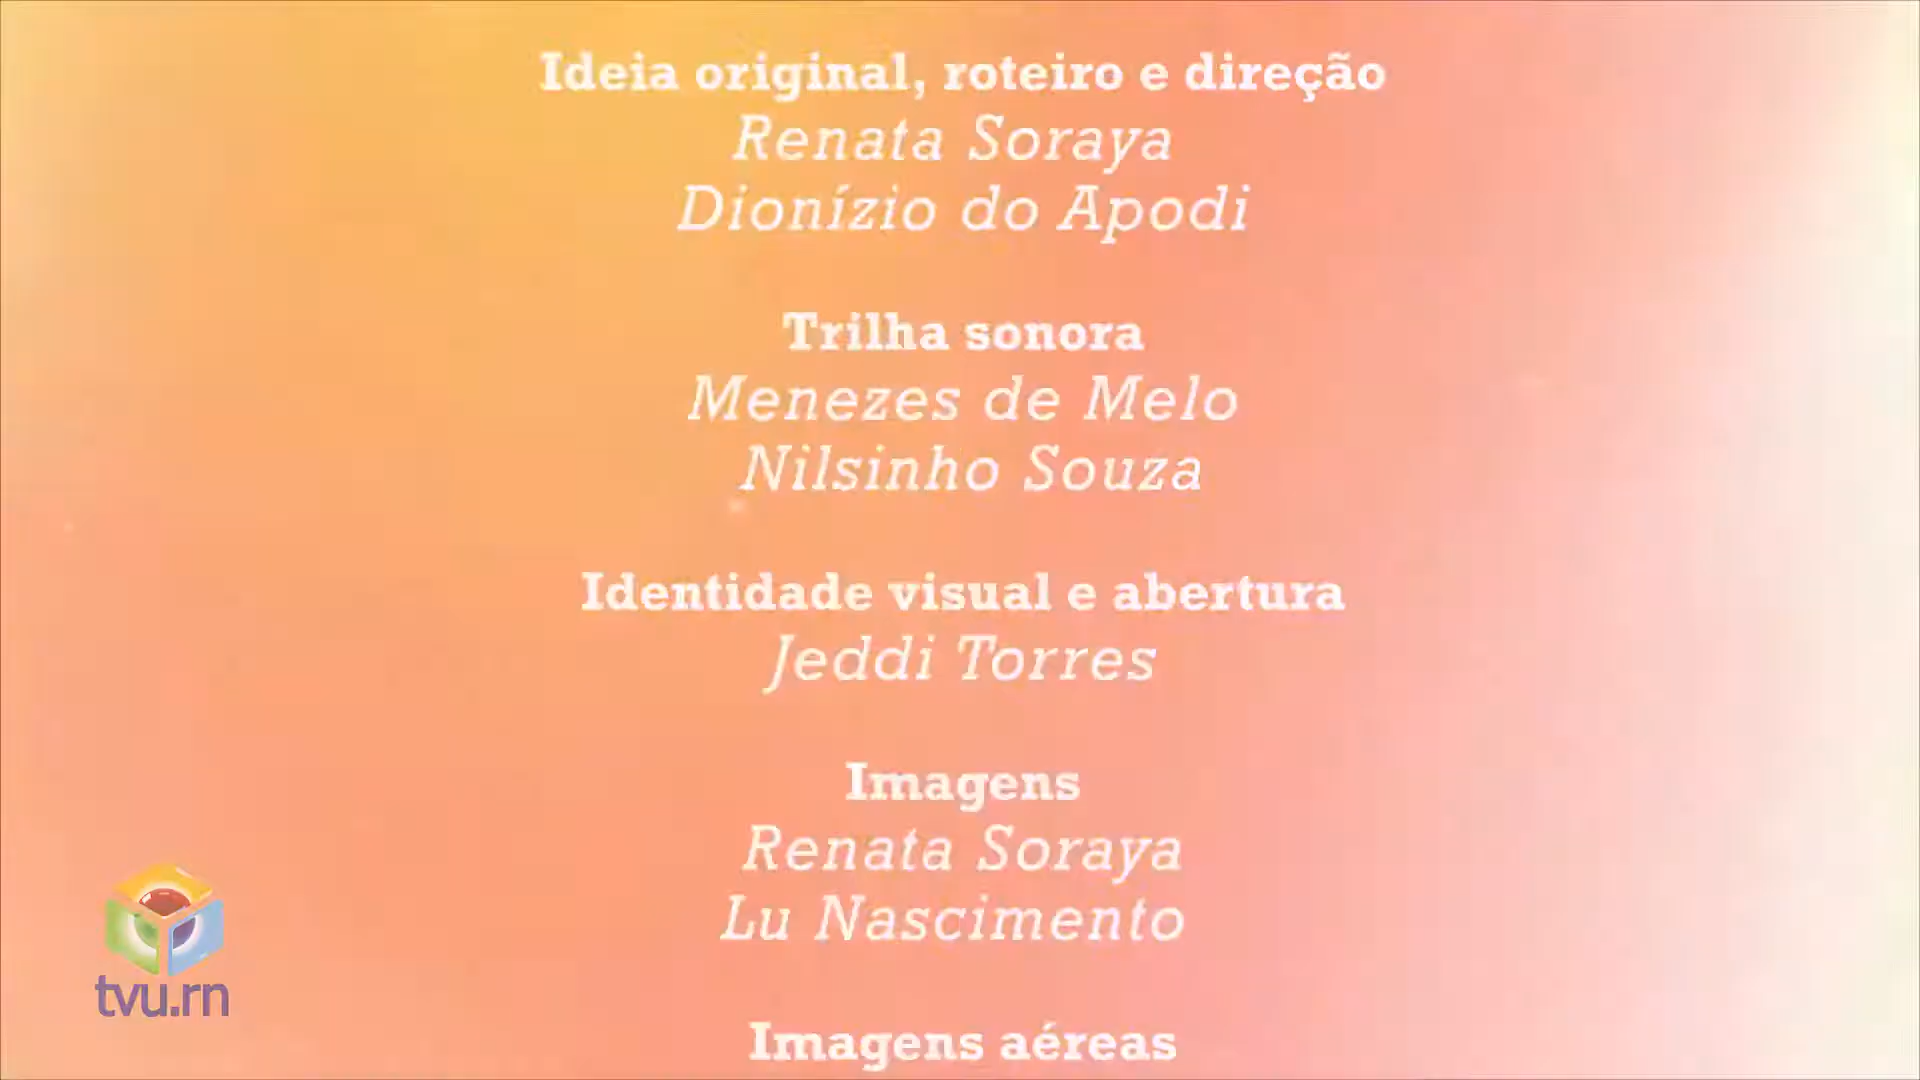 Ideia original, roteiro e direção
Renata Soraya
Dionízio do Apodi
Trilha sonora
Menezes de Melo
Nilsinho Souza
Identidade visual e abertura
Jeddi Torres
Imagens
Renata Soraya
Lu Nascimento
tvu.rn
Imagens aéreas